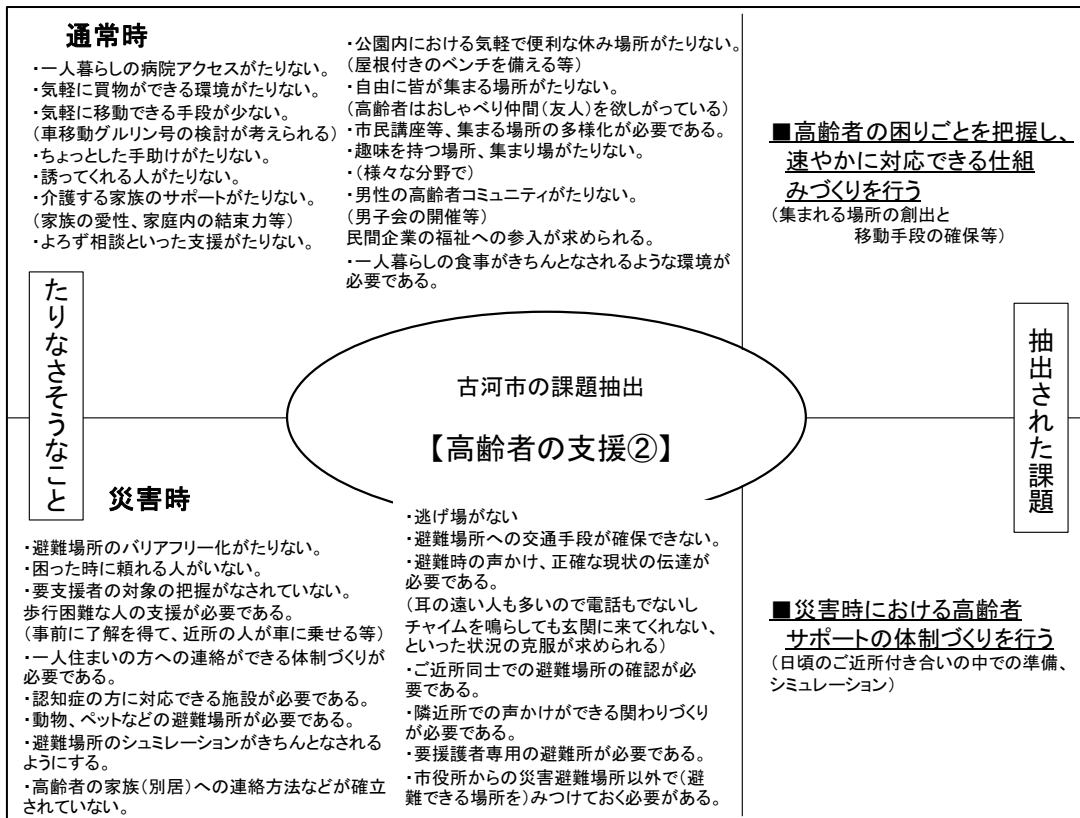 通常時
・一人暮らしの病院アクセスがたりない。
・気軽に買物ができる環境がたりない。
・気軽に移動できる手段が少ない。
(車移動グルリン号の検討が考えられる)
・ちょっとした手助けがたりない。
・誘ってくれる人がたりない。
・介護する家族のサポートがたりない。
(家族の愛性、家庭内の結束力等)
・よろず相談といった支援がたりない。
・公園内における気軽で便利な休み場所がたりない。
(屋根付きのベンチを備える等)
・自由に皆が集まる場所がたりない。
(高齢者はおしゃべり仲間(友人)を欲しがっている)
・市民講座等、集まる場所の多様化が必要である。
・趣味を持つ場所、集まり場がたりない。
・(様々な分野で)
・男性の高齢者コミュニティがたりない。
(男子会の開催等)
民間企業の福祉への参入が求められる。
・一人暮らしの食事がきちんとなされるような環境が
必要である。
■高齢者の困りごとを把握し、
速やかに対応できる仕組
みづくりを行う
(集まれる場所の創出と
移動手段の確保等)
たりなさそうなこと
古河市の課題抽出
【高齢者の支援②】
抽出された課題
災害時
・避難場所のバリアフリー化がたりない。
・困った時に頼れる人がいない。
・要支援者の対象の把握がなされていない。
歩行困難な人の支援が必要である。
(事前に了解を得て、近所の人が車に乗せる等)
・一人住まいの方への連絡ができる体制づくりが
必要である。
・認知症の方に対応できる施設が必要である。
・動物、ペットなどの避難場所が必要である。
・避難場所のシュミレーションがきちんとなされる
ようにする。
・高齢者の家族(別居)への連絡方法などが確立
されていない。
・逃げ場がない
・避難場所への交通手段が確保できない。
・避難時の声かけ、正確な現状の伝達が
必要である。
(耳の遠い人も多いので電話もでないし
チャイムを鳴らしても玄関に来てくれない、
といった状況の克服が求められる)
・ご近所同士での避難場所の確認が必
要である。
・隣近所での声かけができる関わりづくり
が必要である。
・要援護者専用の避難所が必要である。
・市役所からの災害避難場所以外で(避
難できる場所を)みつけておく必要がある。
■災害時における高齢者
サポートの体制づくりを行う
(日頃のご近所付き合いの中での準備、
シミュレーション)